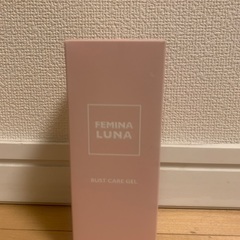 FEMINA
LUNA
BUST CARE GEL